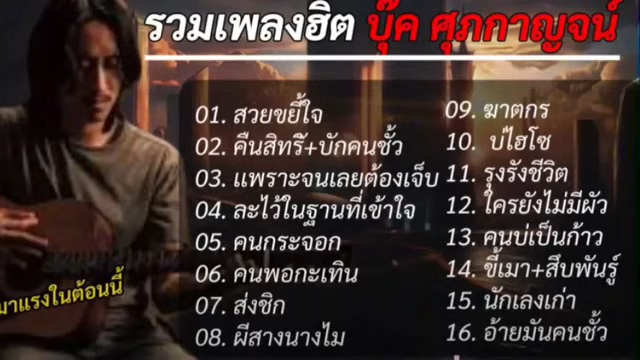 รวมเพลงฮิต บุ๊ค ศุภกาญจน์
01. สวยขยี้ใจ
02. คืนสิทธิ์+บักคนชั้ว
03. แพราะจนเลยต้องเจ็บ
04. ละไว้ในฐานที่เข้าใจ
05. คนกระจอก
06. คนพอกะเทิน
07. ส่งชิก
08. ผีสางนางไม
09. ฆาตกร
10. บ่ไฮโซ
11. รุงรังชีวิต
12. ใครยังไม่มีผัว
13. คนบ่เป็นก้าว
14. ขี้เมา+สืบพันธุ์
15. นักเลงเก่า
16. อ้ายมันคนชั้ว
มาแรงในต้อนนี้